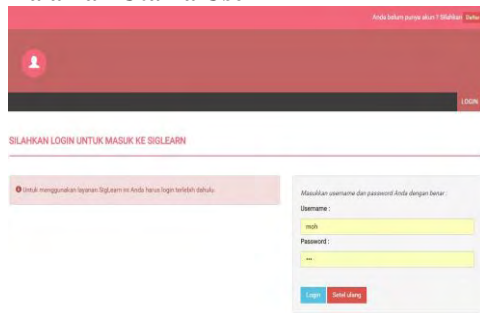 Anda belum punya akun ? Silahkan Daftar
LOGIN
SILAHKAN LOGIN UNTUK MASUK KE SIGLEARN
Untuk menggunakan layanan SigLearn ini Anda harus login terlebih dahulu.
Masukkan username dan password Anda dengan benar :
Username :
moh
Password :
•••
Login Setel ulang